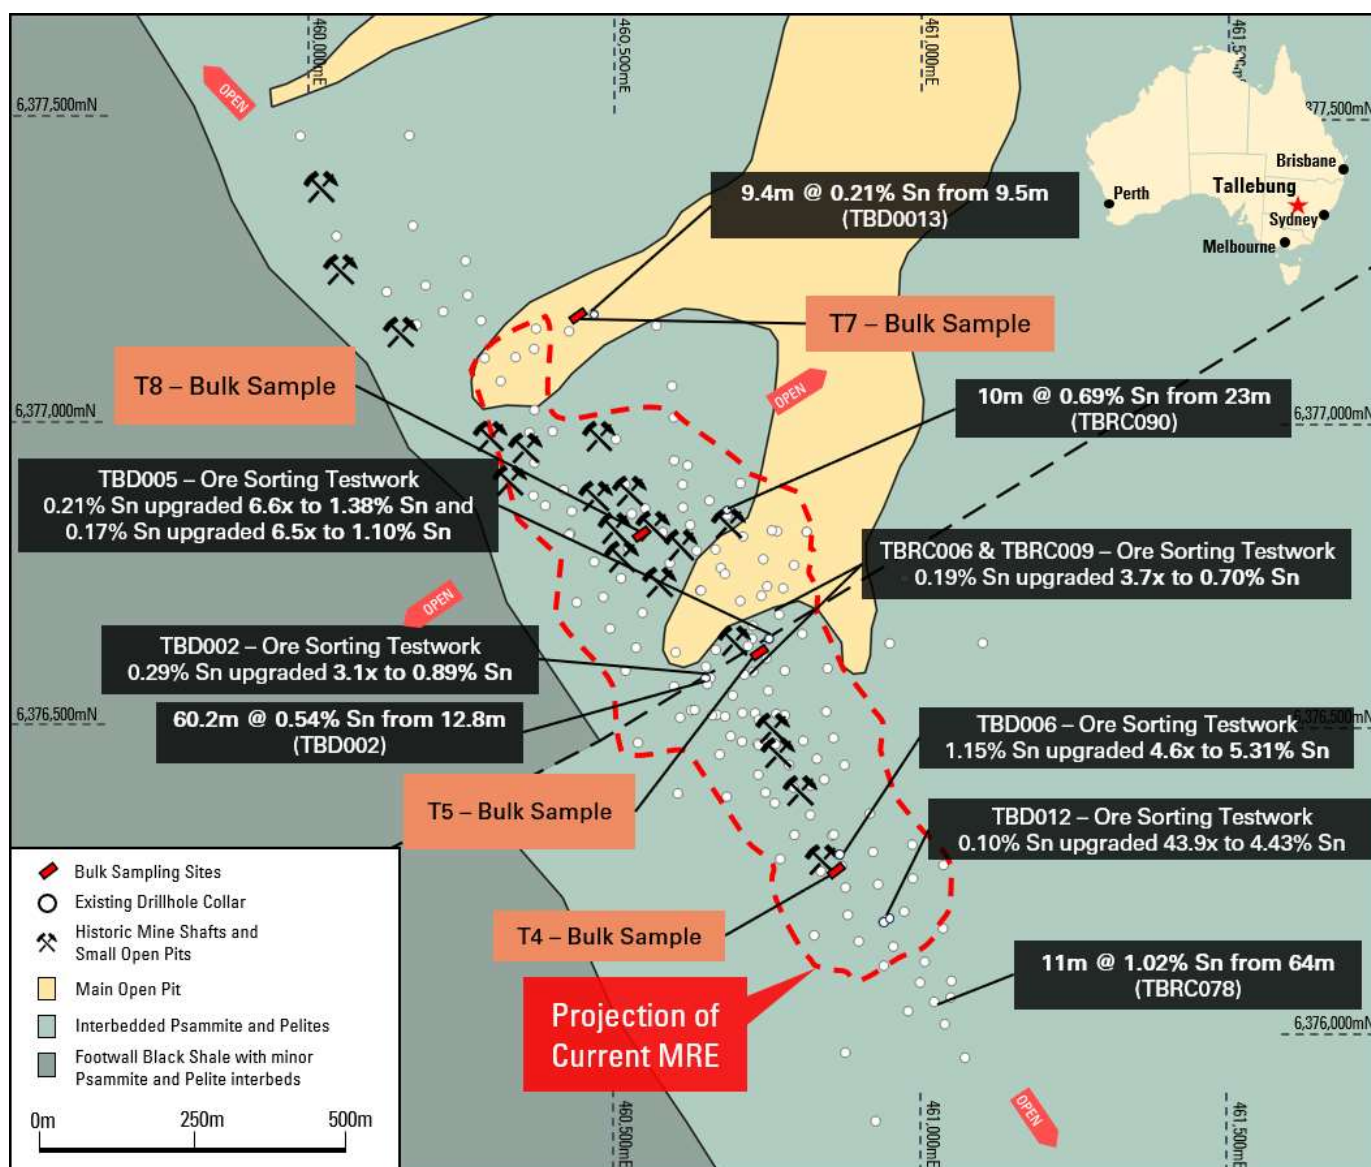 460,000mE
460,500mE
461,000mE
461,5
6,377,500mN
377,500mN
OPEN
Brisbane
Perth
Tallebung
Sydney
Melbourne
9.4m @ 0.21% Sn from 9.5m
(TBD0013)
T7 – Bulk Sample
T8 – Bulk Sample
OPEN
10m @ 0.69% Sn from 23m
(TBRC090)
6,377,000mN
6,377,000mN
TBD005 – Ore Sorting Testwork
0.21% Sn upgraded 6.6x to 1.38% Sn and
0.17% Sn upgraded 6.5x to 1.10% Sn
TBRC006 & TBRC009 – Ore Sorting Testwork
0.19% Sn upgraded 3.7x to 0.70% Sn
OPEN
TBD002 – Ore Sorting Testwork
0.29% Sn upgraded 3.1x to 0.89% Sn
6,376,500mN
60.2m @ 0.54% Sn from 12.8m
(TBD002)
6,376,500mN
TBD006 – Ore Sorting Testwork
1.15% Sn upgraded 4.6x to 5.31% Sn
T5 – Bulk Sample
TBD012 – Ore Sorting Testwork
0.10% Sn upgraded 43.9x to 4.43% Sn
T4 – Bulk Sample
11m @ 1.02% Sn from 64m
(TBRC078)
Projection of
Current MRE
6,376,000mN
OPEN
460,500mE
461,000mE
461,500mE
Bulk Sampling Sites
Existing Drillhole Collar
Historic Mine Shafts and
Small Open Pits
Main Open Pit
Interbedded Psammite and Pelites
Footwall Black Shale with minor
Psammite and Pelite interbeds
0m
250m
500m